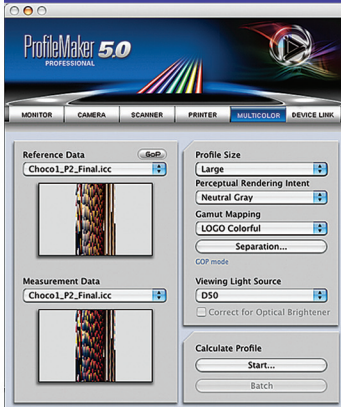 ProfileMaker 5.0
PROFESSIONAL
MONITOR CAMERA SCANNER PRINTER MULTICOLOR DEVICE LINK
Reference Data
GOP
Choco1_P2_Final.icc
Measurement Data
Choco1_P2_Final.icc
Profile Size
Large
Perceptual Rendering Intent
Neutral Gray
Gamut Mapping
LOGO Colorful
Separation...
GOP mode
Viewing Light Source
D50
Correct for Optical Brightener
Calculate Profile
Start...
Batch